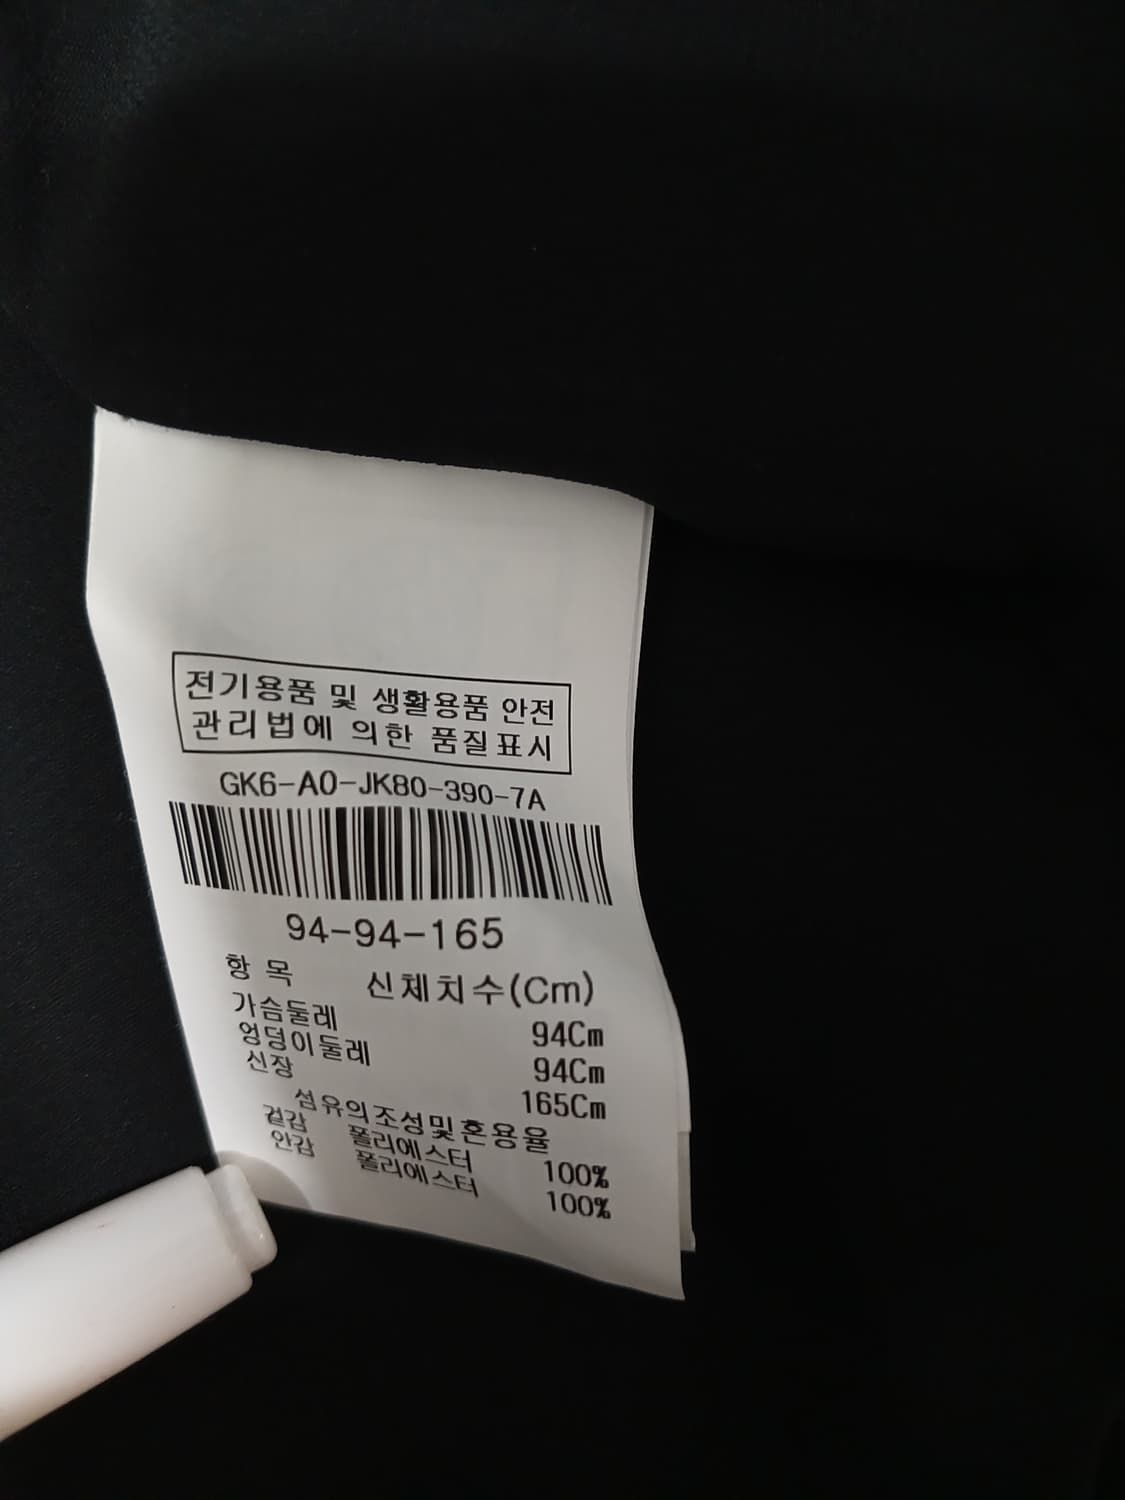 전기용품 및 생활용품 안전
관리법에 의한 품질표시
GK6-A0-JK80-390-7A
94-94-165
항 목 신체치수(Cm)
가슴둘레 94Cm
엉덩이둘레 94Cm
신장 165Cm
섬유의조성및혼용율
겉감 폴리에스터 100%
안감 폴리에스터 100%